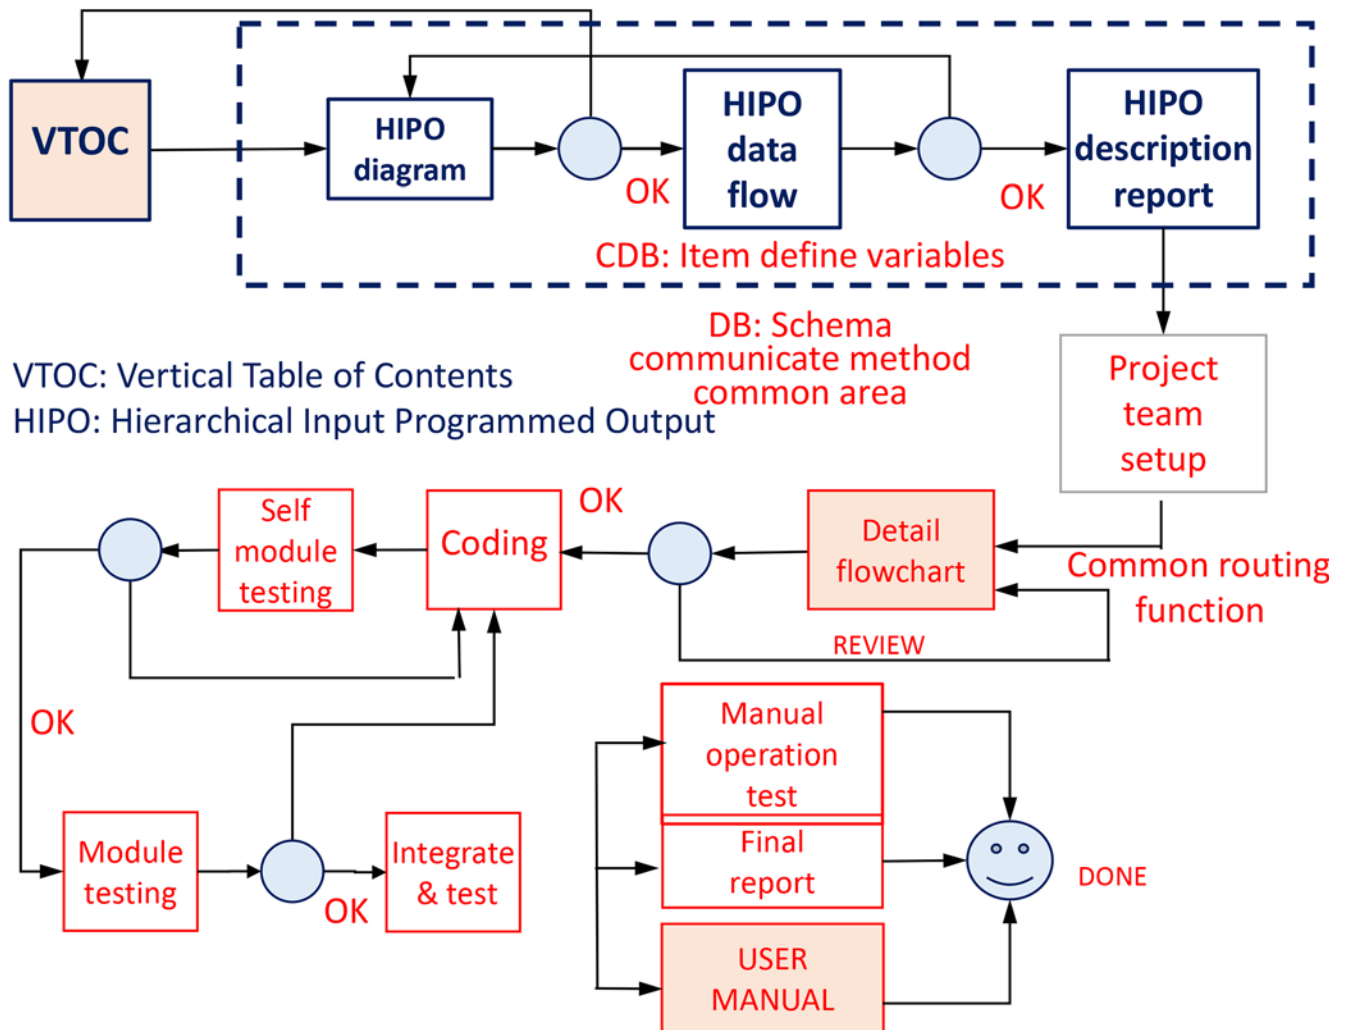 VTOC
HIPO
diagram
OK
HIPO
data
flow
OK
HIPO
description
report
CDB: Item define variables
DB: Schema
communicate method
common area
VTOC: Vertical Table of Contents
HIPO: Hierarchical Input Programmed Output
Project
team
setup
Self
module
testing
Coding
OK
Detail
flowchart
Common routing
function
REVIEW
OK
Module
testing
OK
Integrate
& test
Manual
operation
test
Final
report
USER
MANUAL
DONE